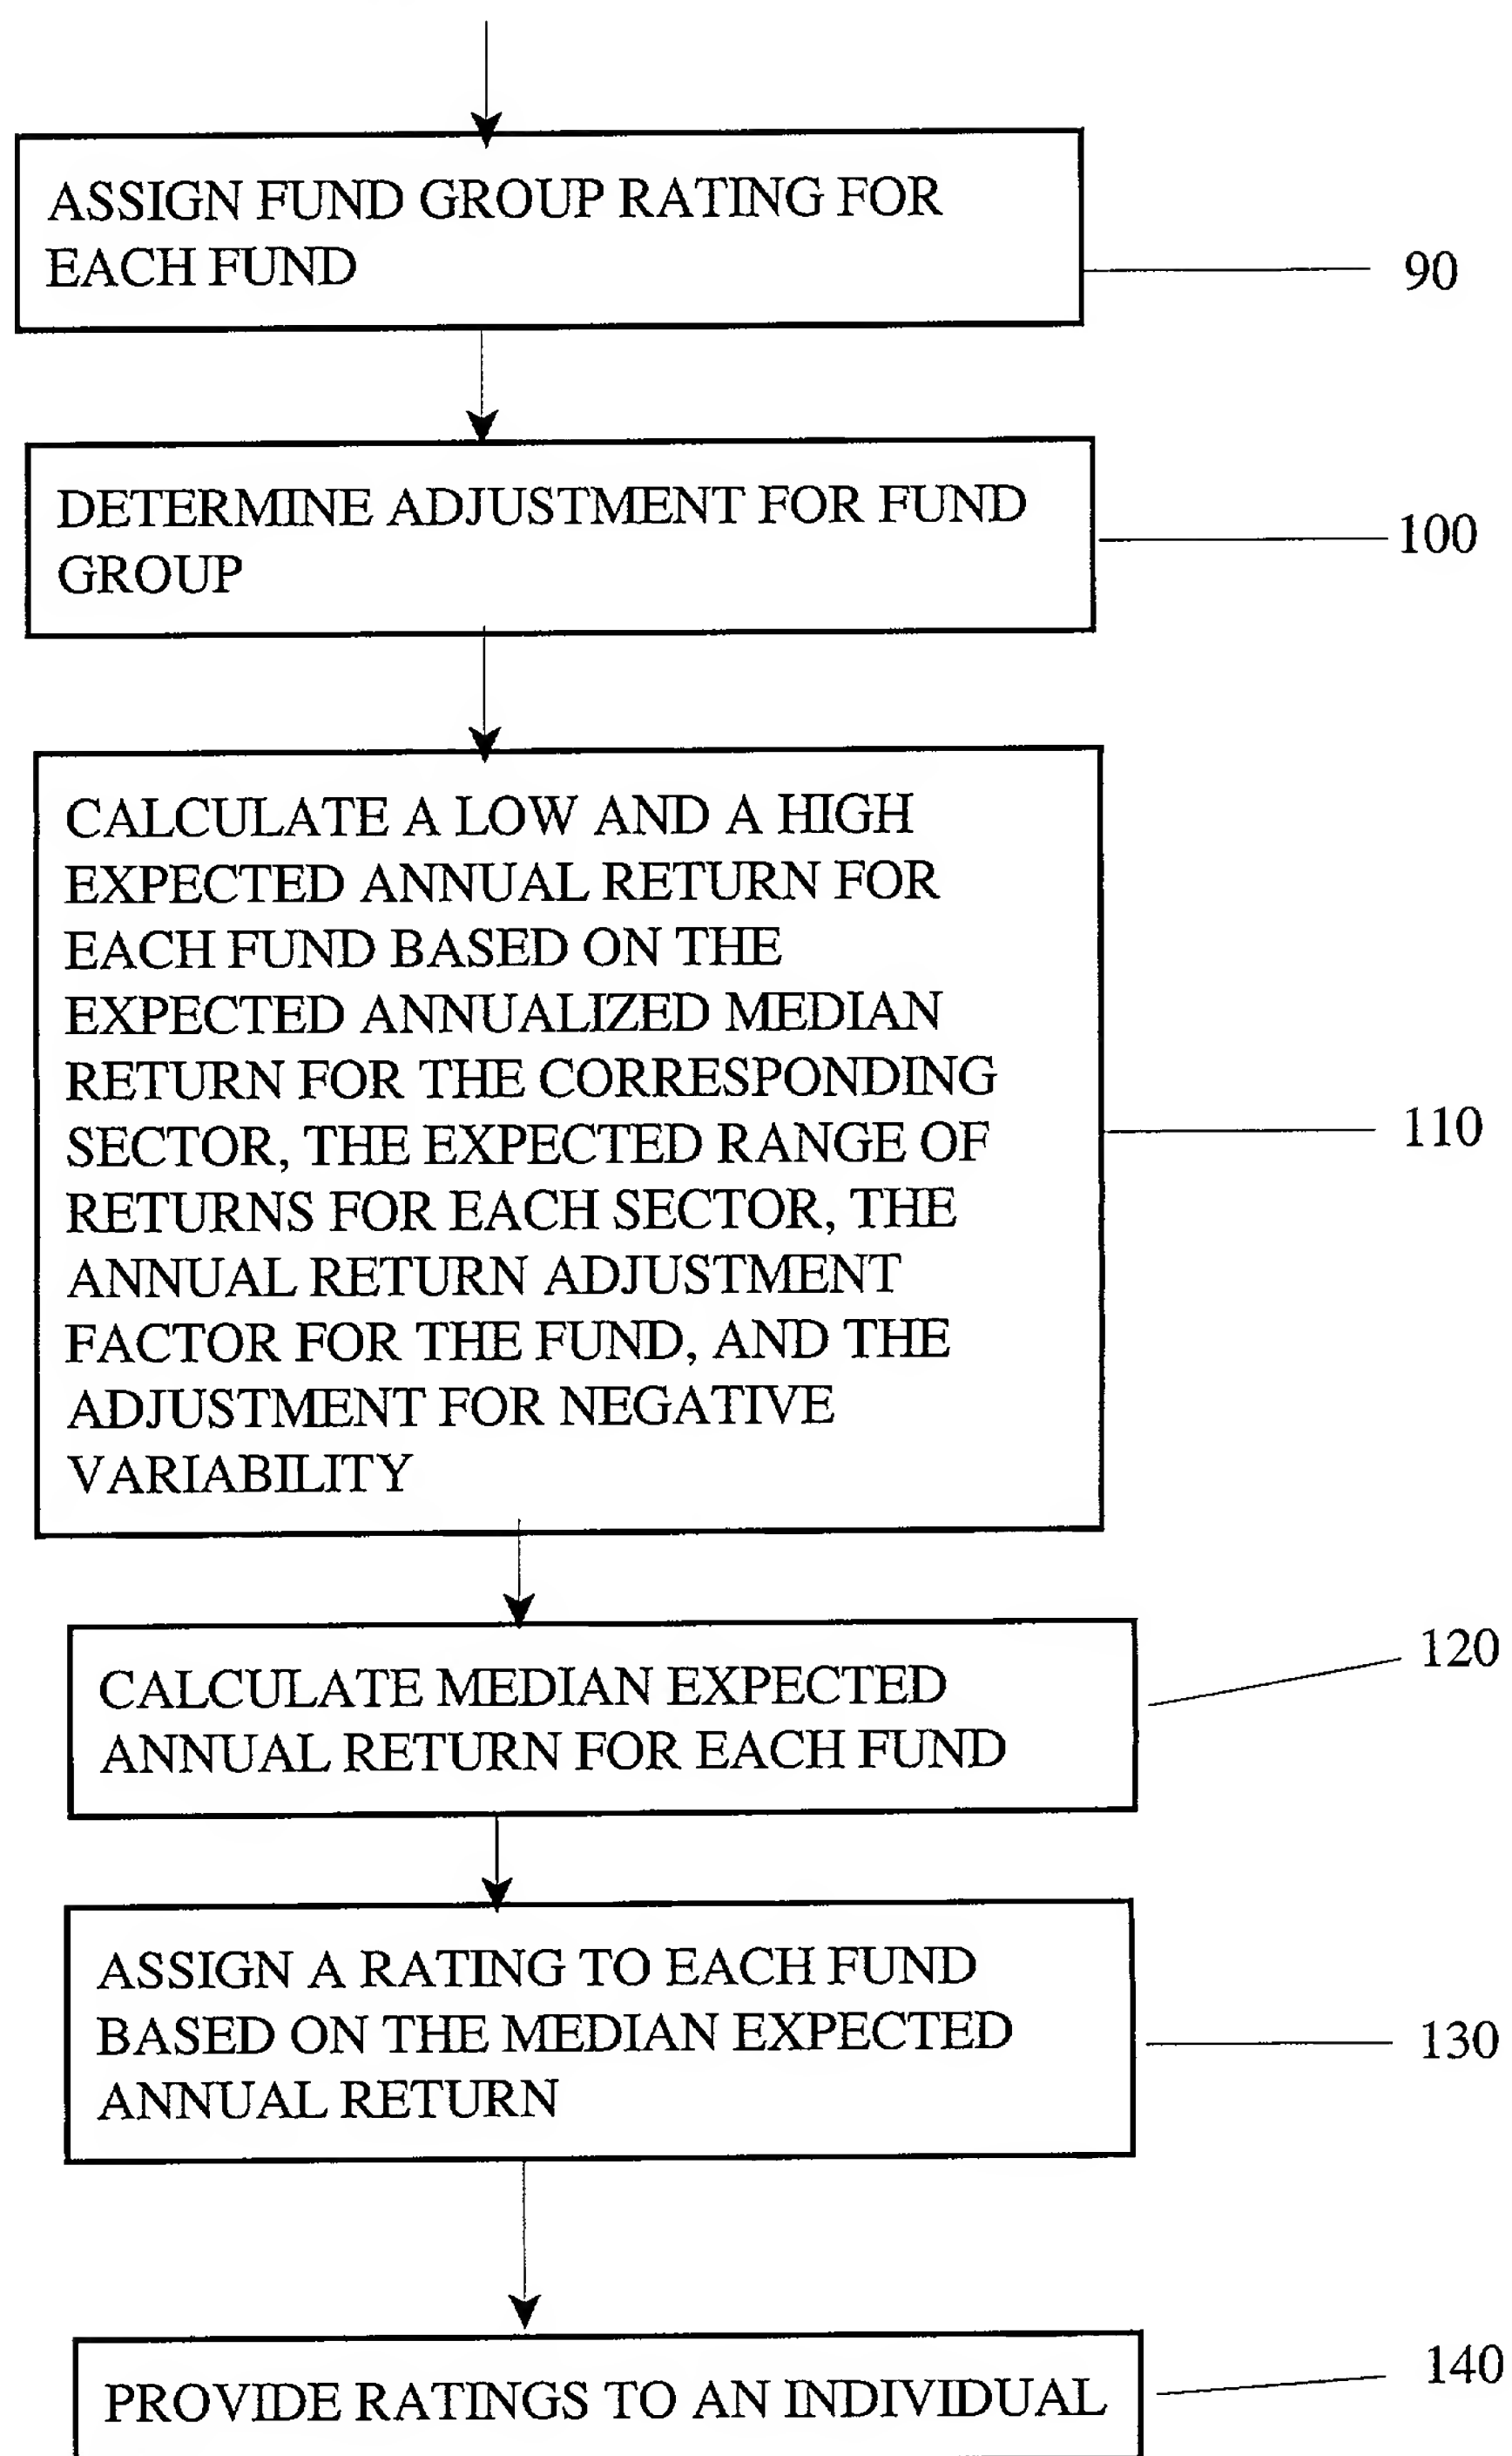 ASSIGN FUND GROUP RATING FOR
EACH FUND
90
DETERMINE ADJUSTMENT FOR FUND
GROUP
100
CALCULATE A LOW AND A HIGH
EXPECTED ANNUAL RETURN FOR
EACH FUND BASED ON THE
EXPECTED ANNUALIZED MEDIAN
RETURN FOR THE CORRESPONDING
SECTOR, THE EXPECTED RANGE OF
RETURNS FOR EACH SECTOR, THE
ANNUAL RETURN ADJUSTMENT
FACTOR FOR THE FUND, AND THE
ADJUSTMENT FOR NEGATIVE
VARIABILITY
110
CALCULATE MEDIAN EXPECTED
ANNUAL RETURN FOR EACH FUND
120
ASSIGN A RATING TO EACH FUND
BASED ON THE MEDIAN EXPECTED
ANNUAL RETURN
130
PROVIDE RATINGS TO AN INDIVIDUAL
140